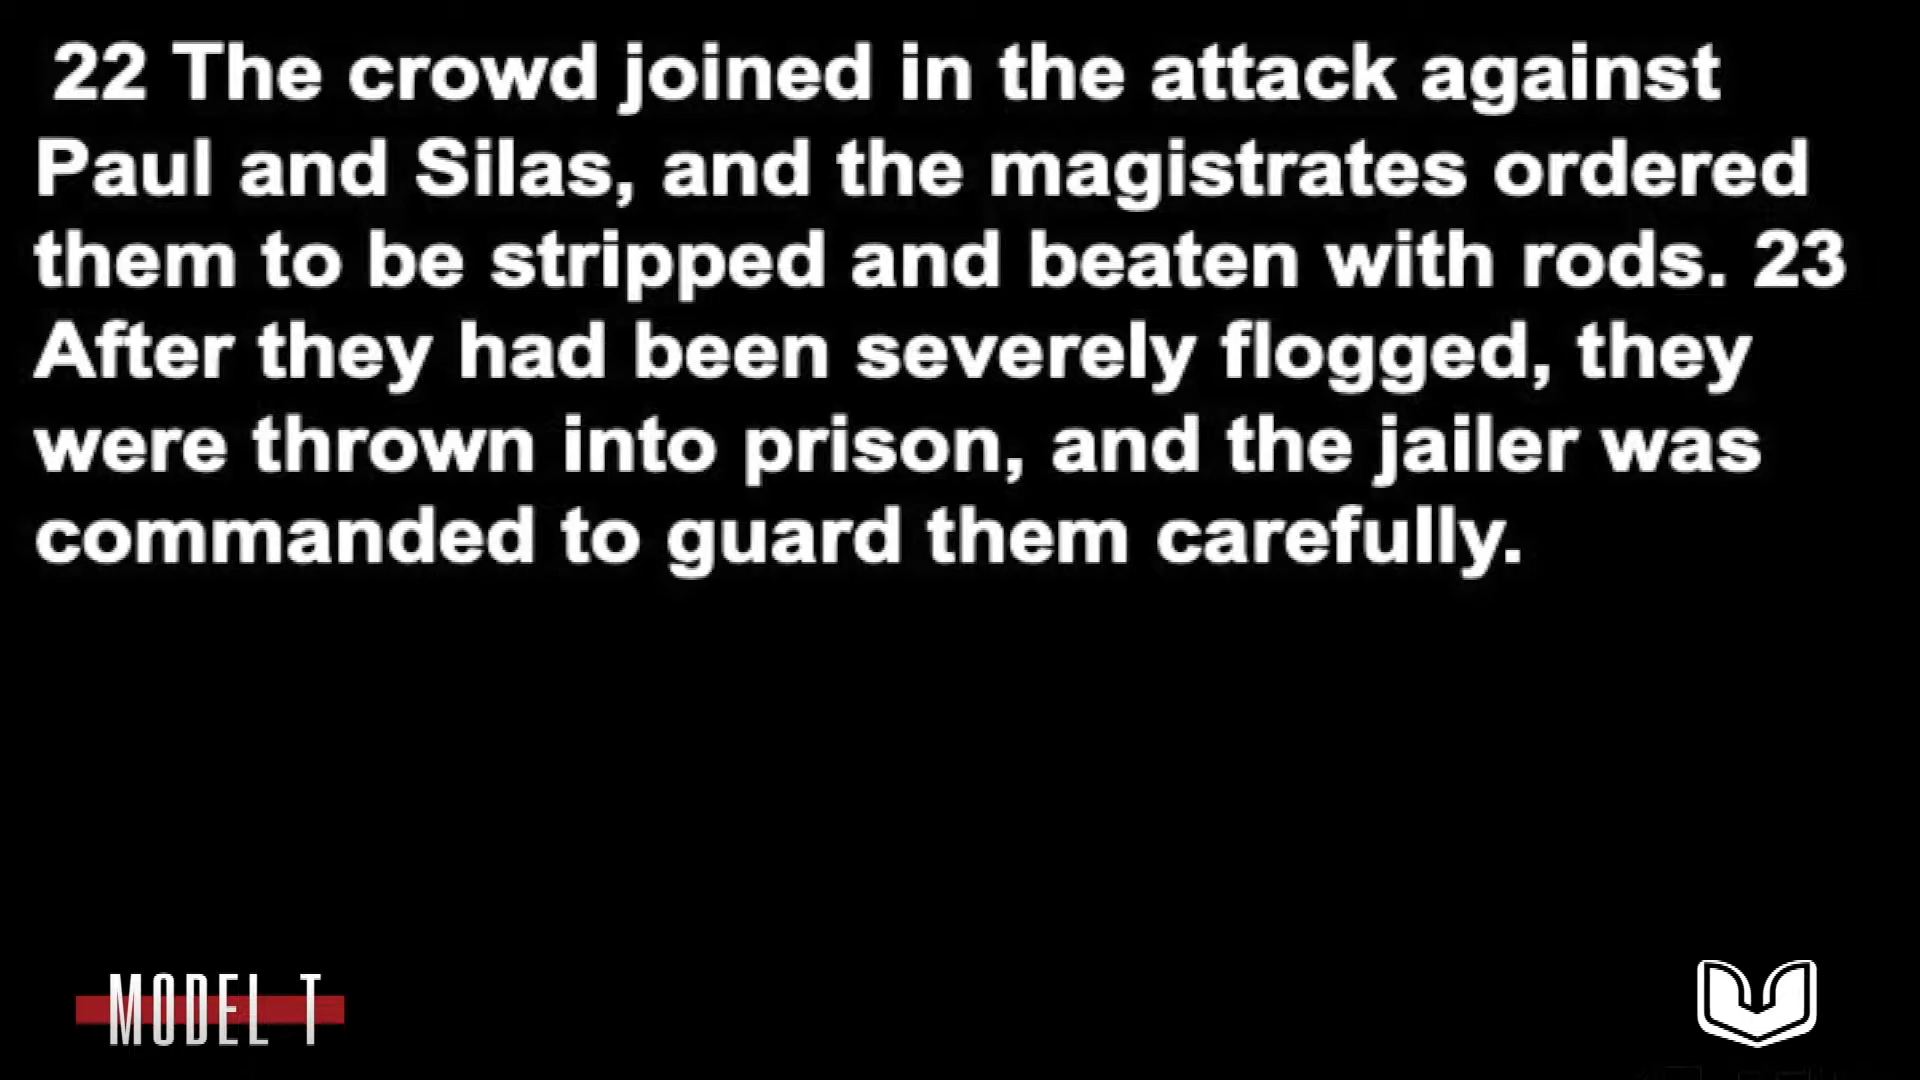 22 The crowd joined in the attack against
Paul and Silas, and the magistrates ordered
them to be stripped and beaten with rods. 23
After they had been severely flogged, they
were thrown into prison, and the jailer was
commanded to guard them carefully.
MODEL T